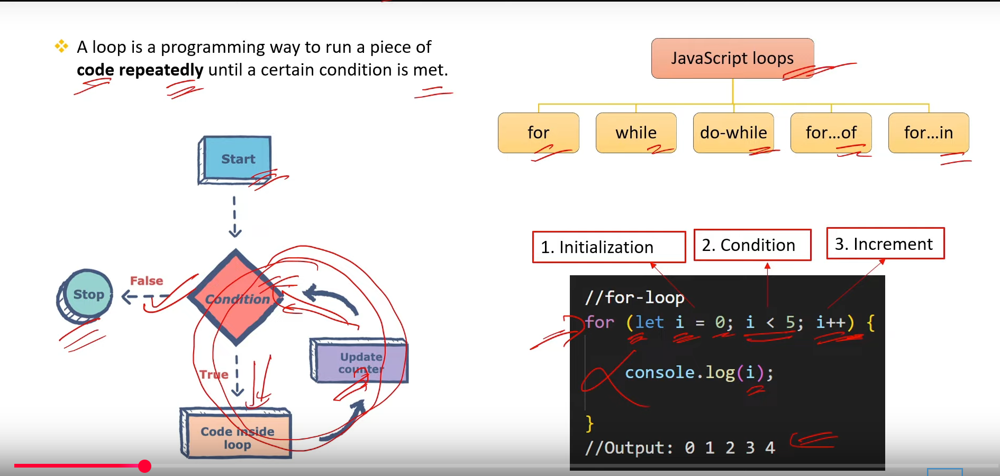 A loop is a programming way to run a piece of
code repeatedly until a certain condition is met.
JavaScript loops
for
while
do-while
for...of
for...in
Start
Condition
False
Stop
True
Update
counter
Code inside
loop
1. Initialization
2. Condition
3. Increment
//for-loop
for (let i = 0; i < 5; i++) {
console.log(i);
}
//Output: 0 1 2 3 4